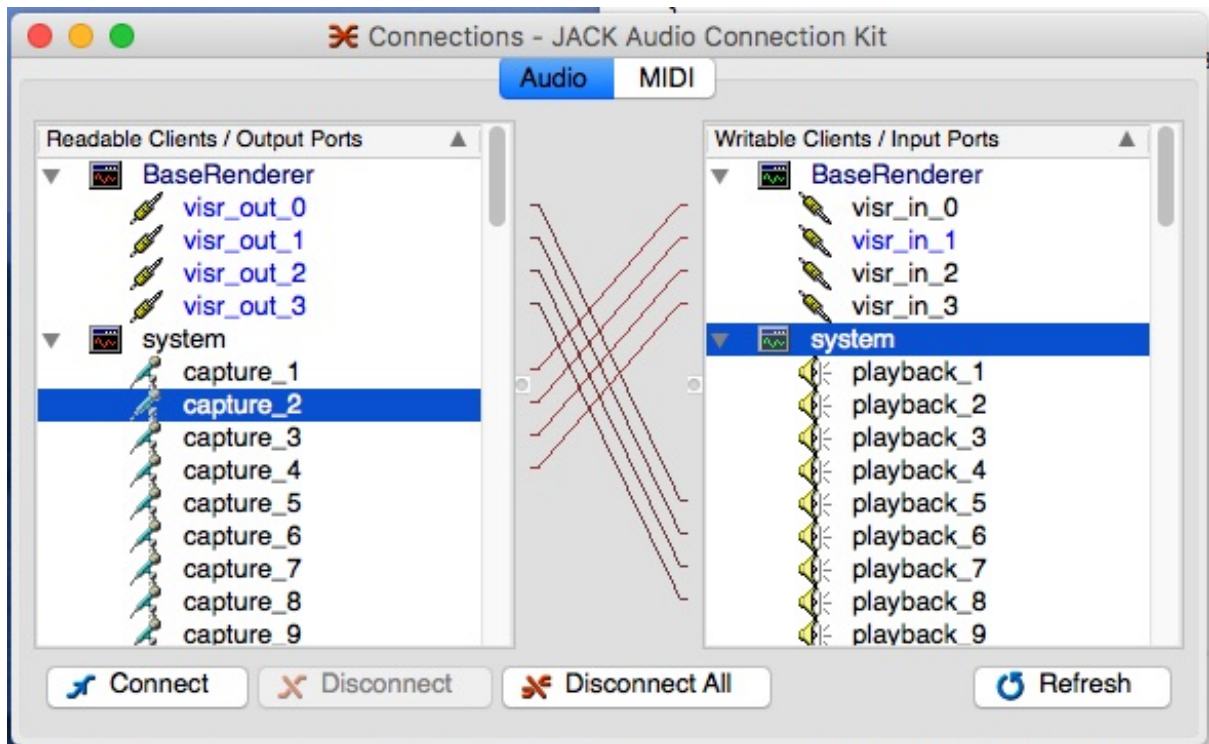 Connections - JACK Audio Connection Kit
Audio MIDI
Readable Clients / Output Ports
BaseRenderer
visr_out_0
visr_out_1
visr_out_2
visr_out_3
system
capture_1
capture_2
capture_3
capture_4
capture_5
capture_6
capture_7
capture_8
capture_9
Writable Clients / Input Ports
BaseRenderer
visr_in_0
visr_in_1
visr_in_2
visr_in_3
system
playback_1
playback_2
playback_3
playback_4
playback_5
playback_6
playback_7
playback_8
playback_9
Connect Disconnect Disconnect All Refresh